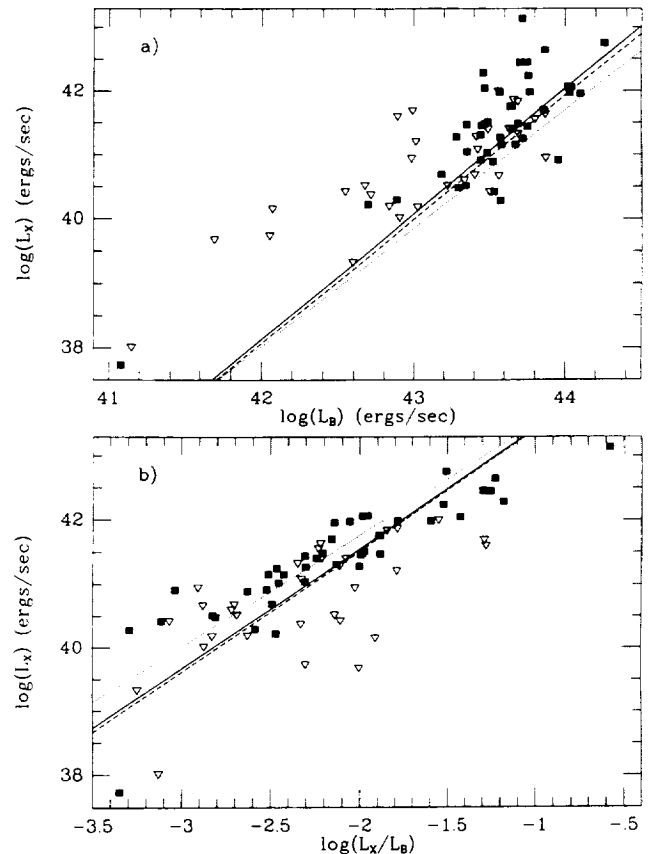 a)
42
40
38
log(L_X) (ergs/sec)
41 42 43 44
log(L_B) (ergs/sec)
b)
42
40
38
log(L_X) (ergs/sec)
-3.5 -3 -2.5 -2 -1.5 -1 -.5
log(L_X/L_B)